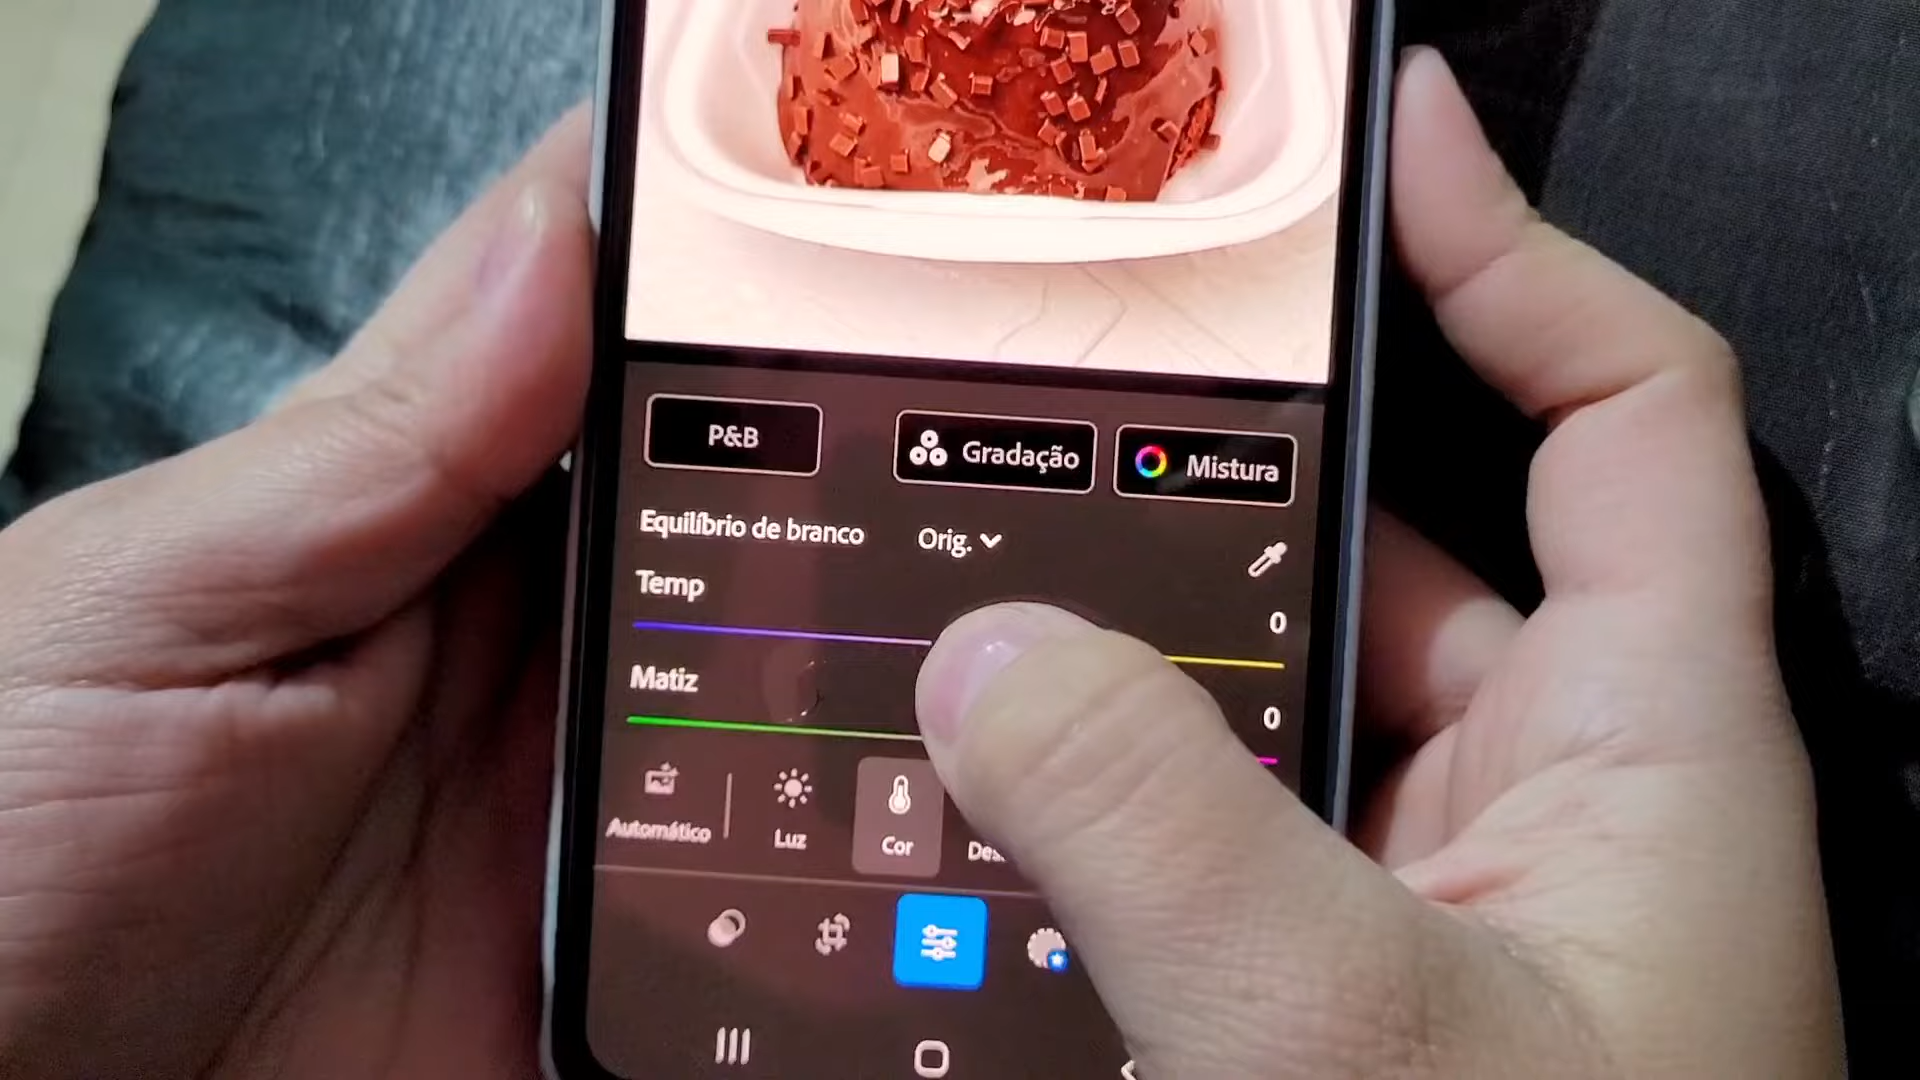 P&B
Gradação
Mistura
Equilíbrio de branco
Orig.
Temp
0
Matiz
0
Automático
Luz
Cor